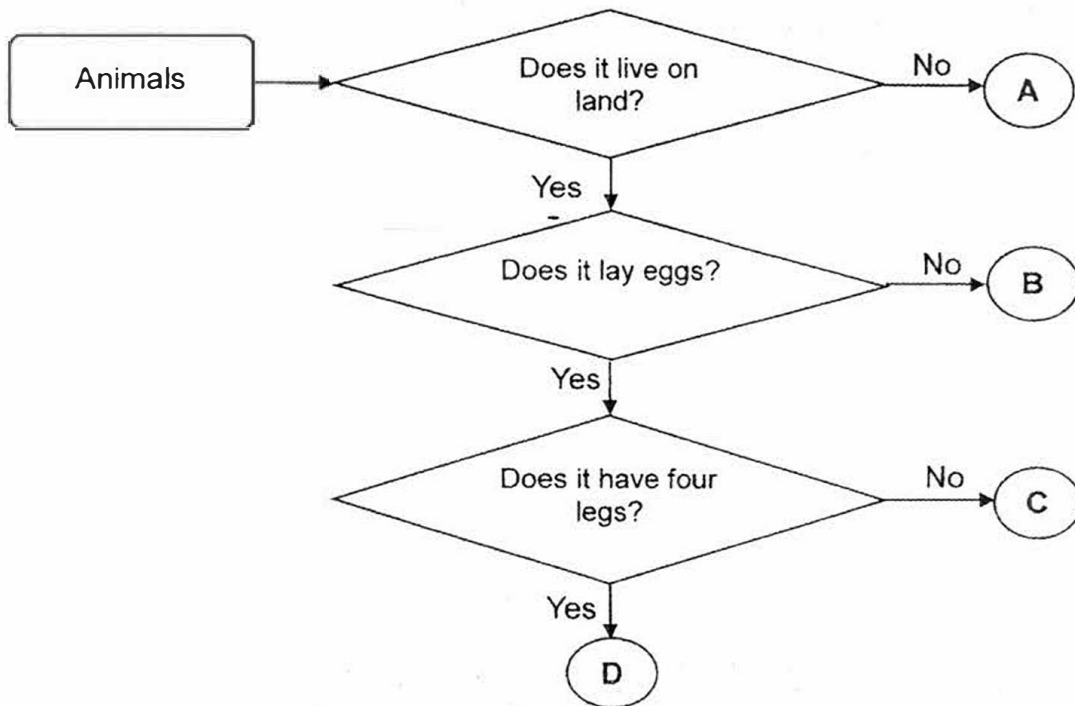 Animals
Does it live on
land?
No
A
Yes
Does it lay eggs?
No
B
Yes
Does it have four
legs?
No
C
Yes
D